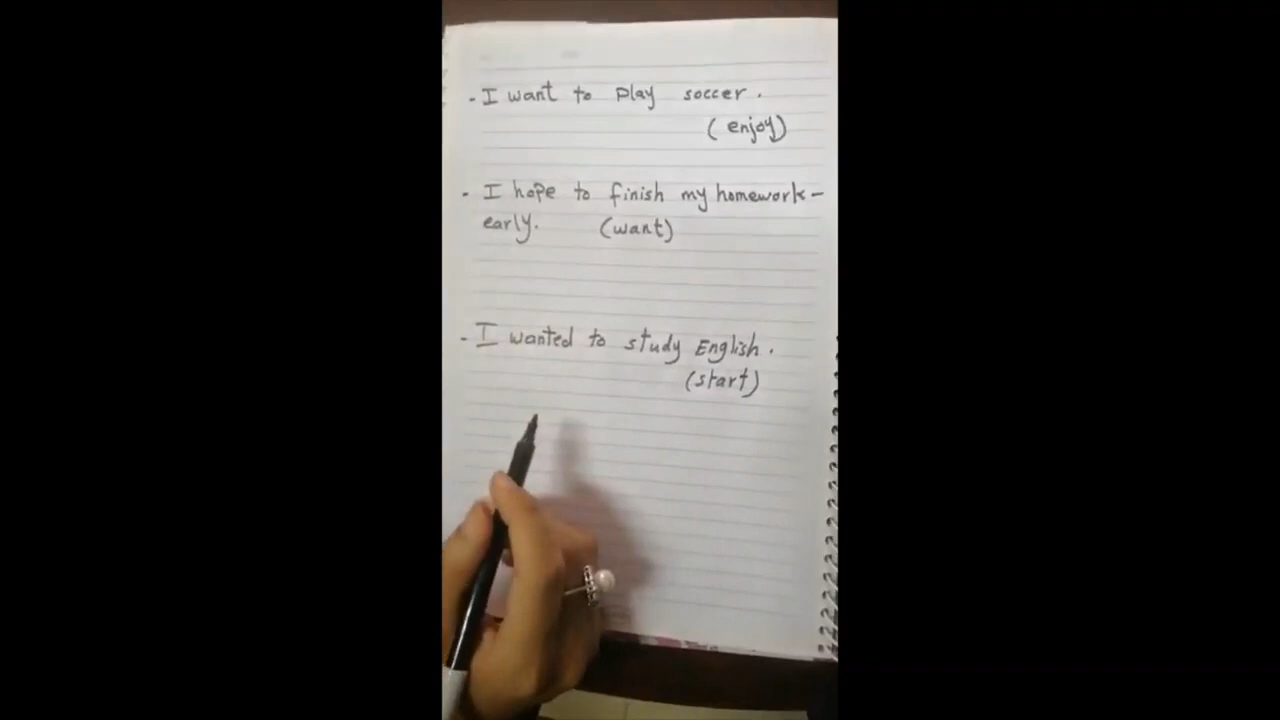 - I want to play soccer.
(enjoy)
- I hope to finish my homework-
early. (want)
- I wanted to study English.
(start)